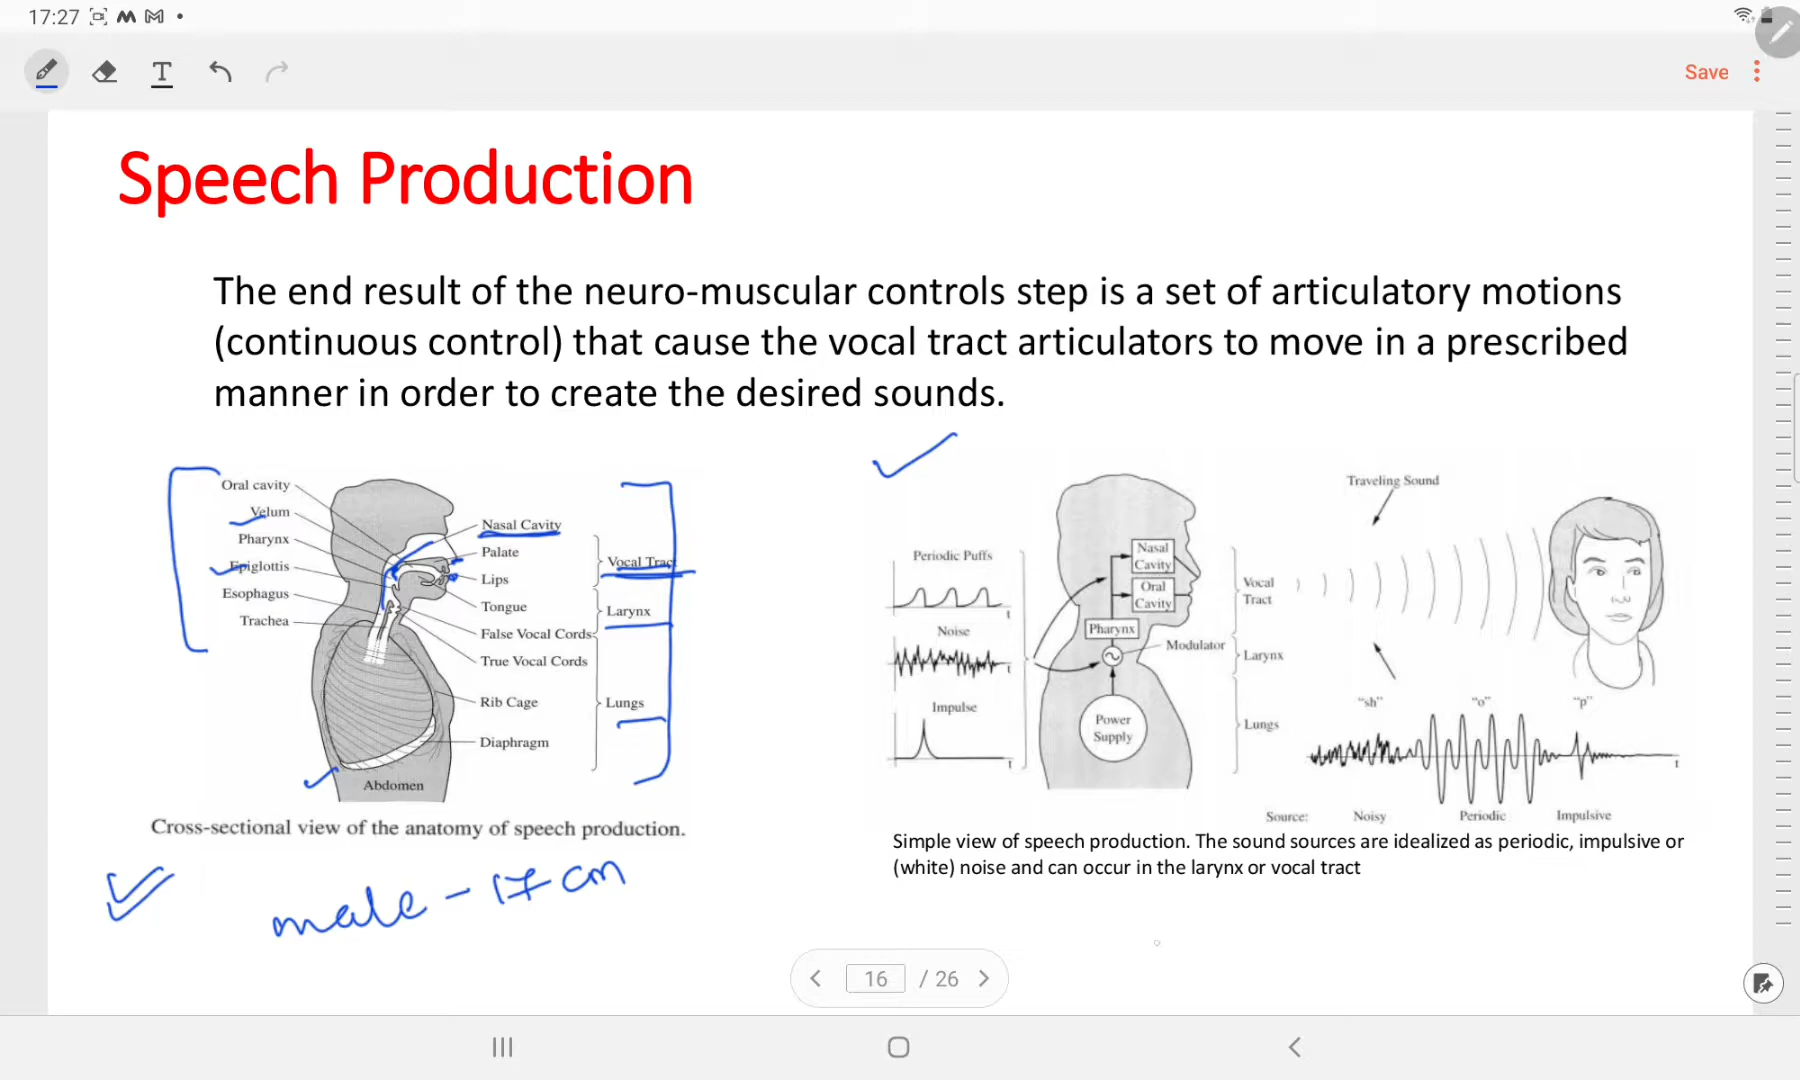 17:27
Save
Speech Production
The end result of the neuro-muscular controls step is a set of articulatory motions
(continuous control) that cause the vocal tract articulators to move in a prescribed
manner in order to create the desired sounds.
Oral cavity
Velum
Pharynx
Epiglottis
Esophagus
Trachea
Nasal Cavity
Palate
Lips
Tongue
False Vocal Cords
True Vocal Cords
Rib Cage
Diaphragm
Abdomen
Vocal Tract
Larynx
Lungs
Cross-sectional view of the anatomy of speech production.
male - 17 cm
Periodic Puffs
t
Noise
t
Impulse
t
Nasal
Cavity
Oral
Cavity
Pharynx
Modulator
Power
Supply
Vocal
Tract
Larynx
Lungs
Traveling Sound
"sh" "o" "p"
t
Source: Noisy Periodic Impulsive
Simple view of speech production. The sound sources are idealized as periodic, impulsive or
(white) noise and can occur in the larynx or vocal tract
16 / 26